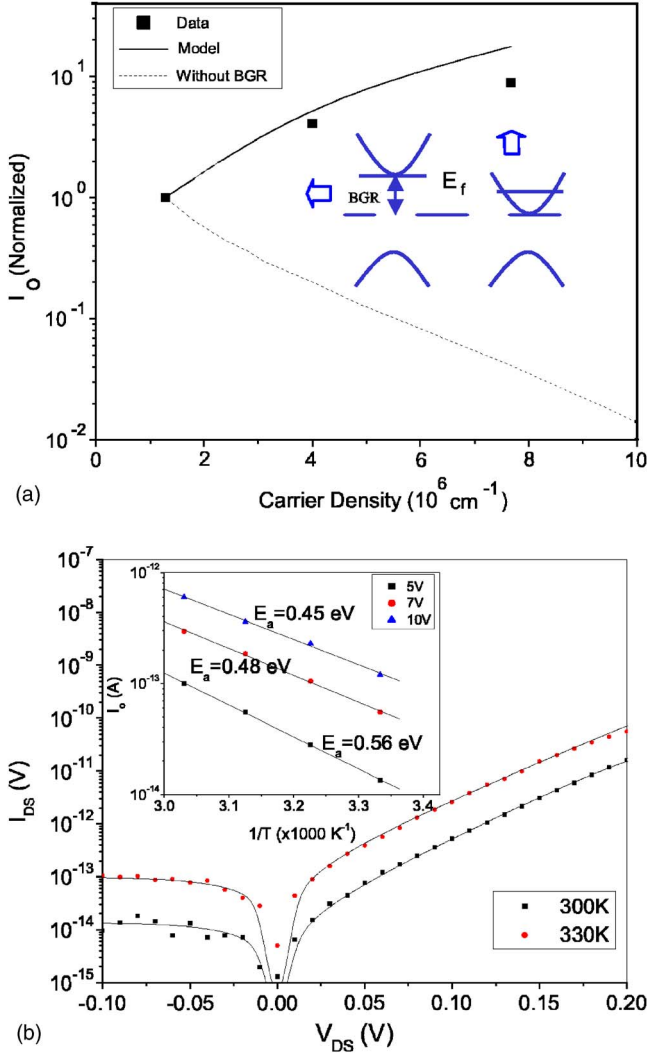 Data
Model
Without BGR
10²
10¹
10⁰
10⁻¹
10⁻²
I_O (Normalized)
BGR
E_f
0 2 4 6 8 10
Carrier Density (10⁶ cm⁻¹)
(a)
10⁻⁷
10⁻⁸
10⁻⁹
10⁻¹⁰
10⁻¹¹
10⁻¹²
10⁻¹³
10⁻¹⁴
10⁻¹⁵
I_DS (V)
10⁻¹²
10⁻¹³
10⁻¹⁴
I_o (A)
5V
7V
10V
E_a=0.45 eV
E_a=0.48 eV
E_a=0.56 eV
3.0 3.1 3.2 3.3 3.4
1/T (x1000 K⁻¹)
300K
330K
-0.10 -0.05 0.00 0.05 0.10 0.15 0.20
V_DS (V)
(b)